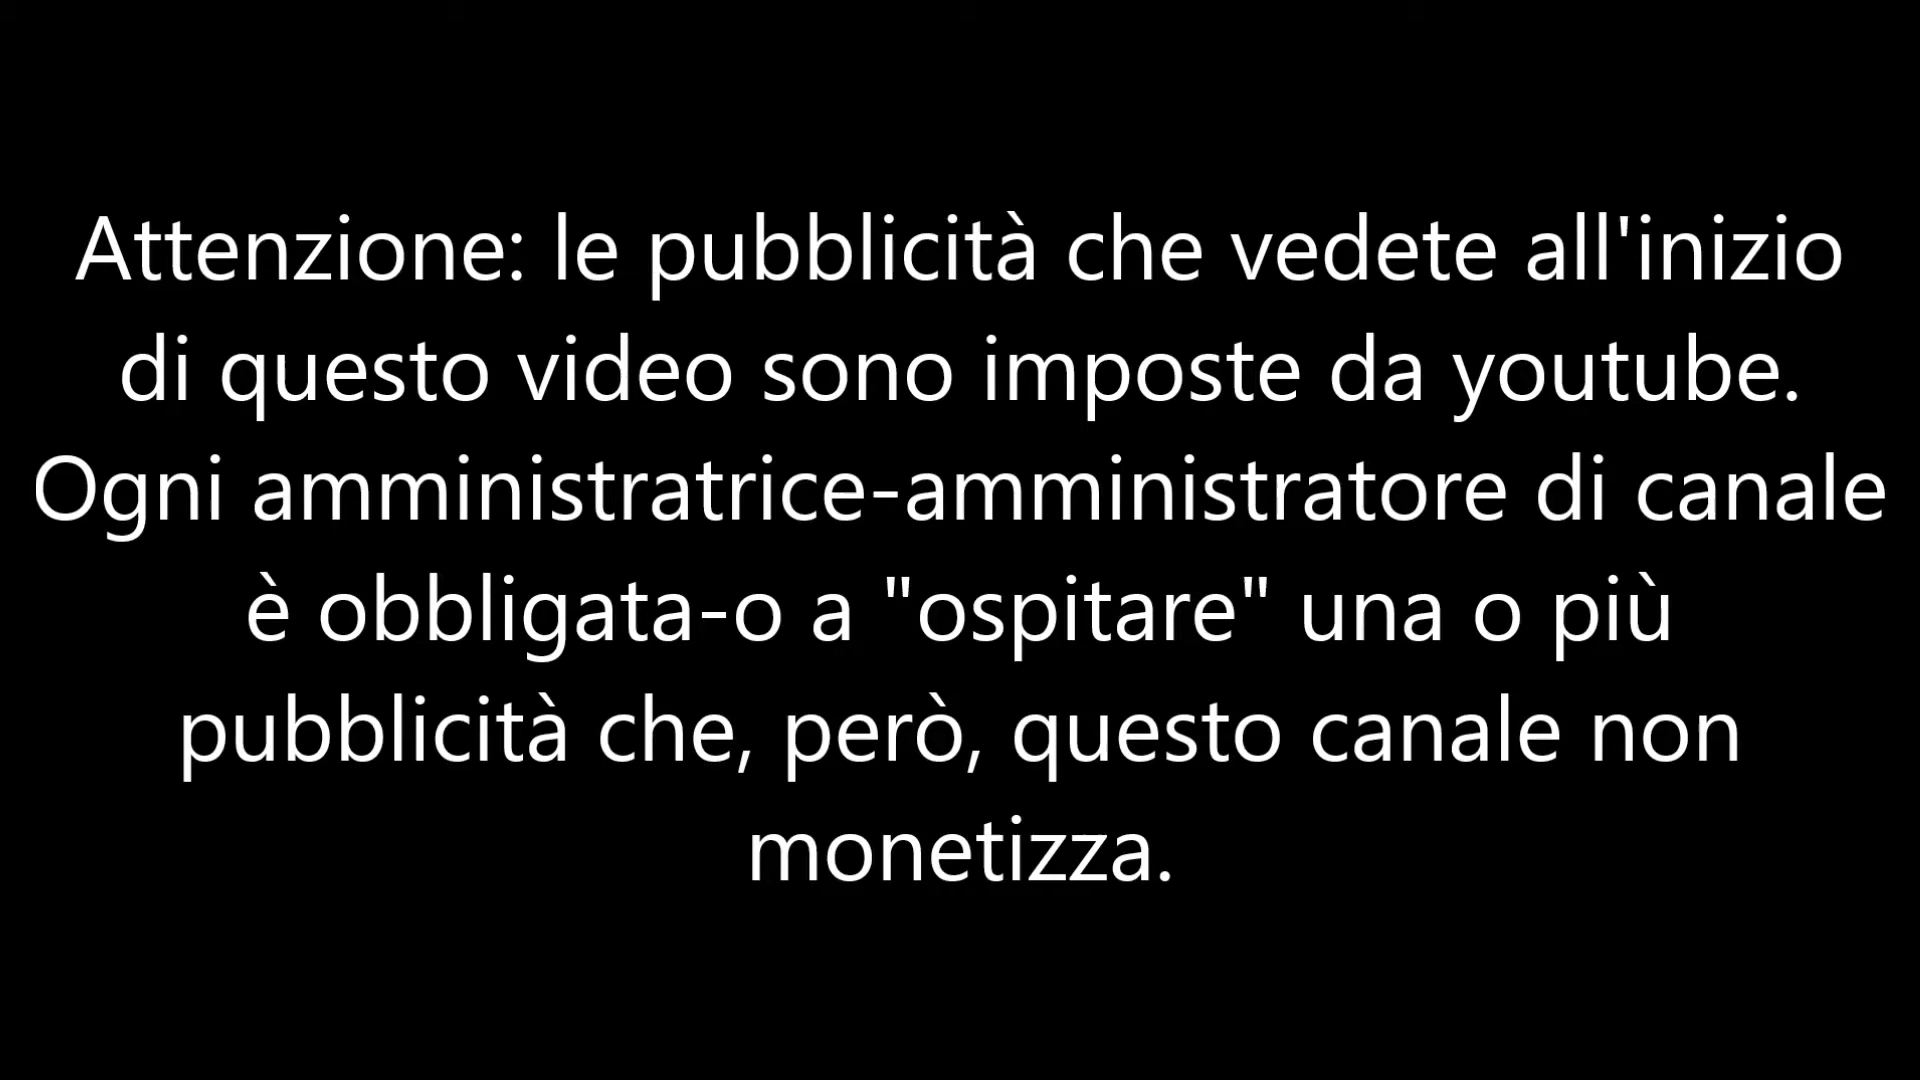 Attenzione: le pubblicità che vedete all'inizio
di questo video sono imposte da youtube.
Ogni amministratrice-amministratore di canale
è obbligata-o a "ospitare" una o più
pubblicità che, però, questo canale non
monetizza.